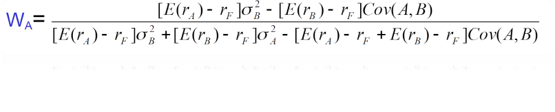 W_A= \frac{[E(r_A) - r_F]σ_B^2 - [E(r_B) - r_F]Cov(A, B)}{[E(r_A) - r_F]σ_B^2 + [E(r_B) - r_F]σ_A^2 - [E(r_A) - r_F + E(r_B) - r_F]Cov(A, B)}